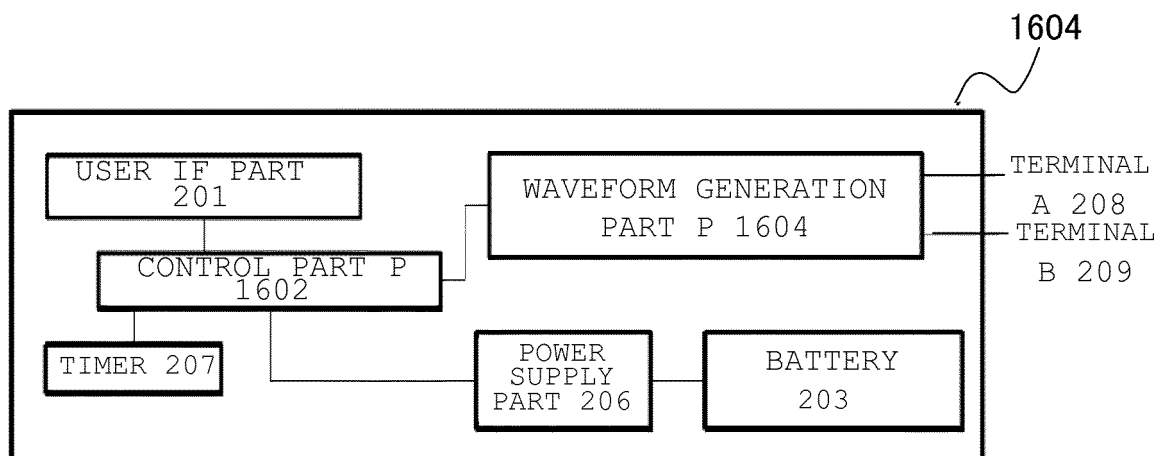 1604
USER IF PART
201
WAVEFORM GENERATION
PART P 1604
TERMINAL
A 208
TERMINAL
B 209
CONTROL PART P
1602
TIMER 207
POWER
SUPPLY
PART 206
BATTERY
203